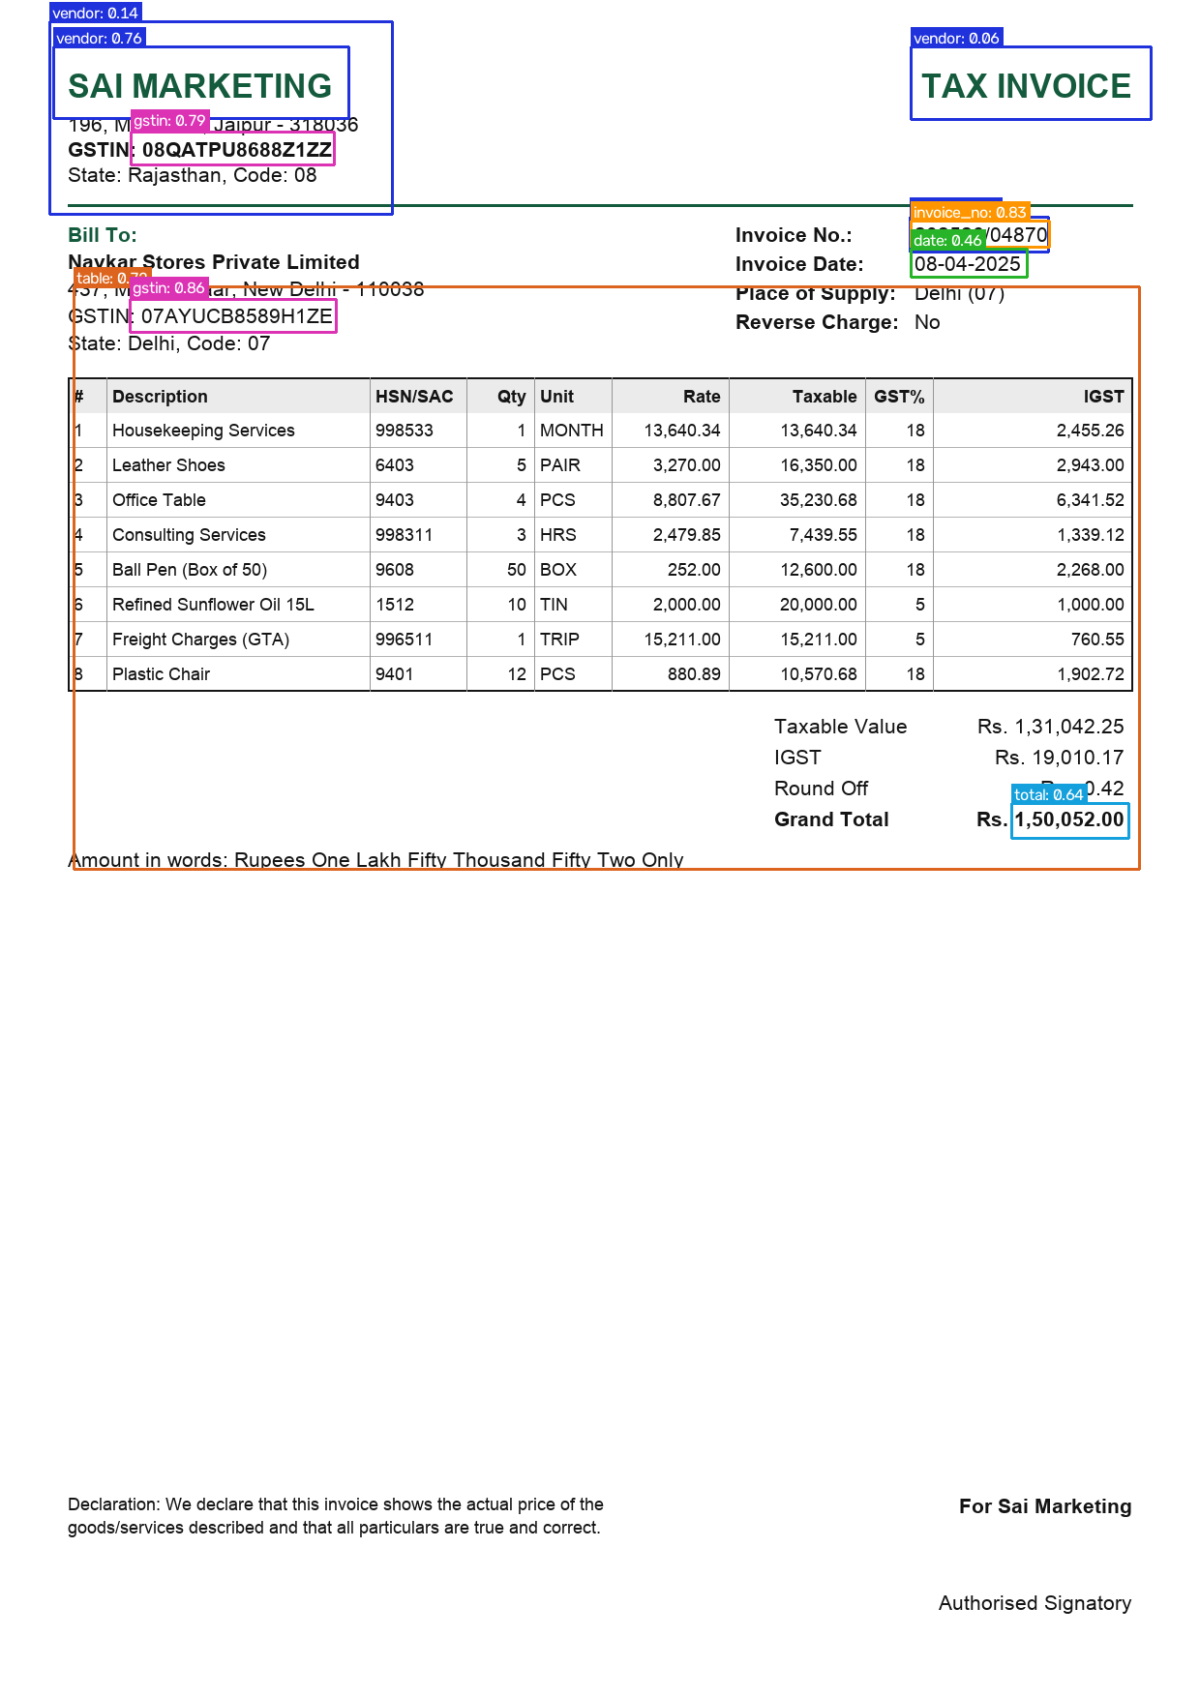 vendor: 0.14
vendor: 0.76
vendor: 0.06
SAI MARKETING
TAX INVOICE
gstin: 0.79
196, Jaipur - 318036
GSTIN: 08QATPU8688Z1ZZ
State: Rajasthan, Code: 08
invoice_no: 0.83
Bill To:
Invoice No.: /04870
date: 0.46
Navkar Stores Private Limited
Invoice Date: 08-04-2025
table:
gstin: 0.86
437, New Delhi - 110038
Place of Supply: Delhi (07)
GSTIN: 07AYUCB8589H1ZE
Reverse Charge: No
State: Delhi, Code: 07
# Description HSN/SAC Qty Unit Rate Taxable GST% IGST
1 Housekeeping Services 998533 1 MONTH 13,640.34 13,640.34 18 2,455.26
2 Leather Shoes 6403 5 PAIR 3,270.00 16,350.00 18 2,943.00
3 Office Table 9403 4 PCS 8,807.67 35,230.68 18 6,341.52
4 Consulting Services 998311 3 HRS 2,479.85 7,439.55 18 1,339.12
5 Ball Pen (Box of 50) 9608 50 BOX 252.00 12,600.00 18 2,268.00
6 Refined Sunflower Oil 15L 1512 10 TIN 2,000.00 20,000.00 5 1,000.00
7 Freight Charges (GTA) 996511 1 TRIP 15,211.00 15,211.00 5 760.55
8 Plastic Chair 9401 12 PCS 880.89 10,570.68 18 1,902.72
Taxable Value Rs. 1,31,042.25
IGST Rs. 19,010.17
Round Off 0.42
total: 0.64
Grand Total Rs. 1,50,052.00
Amount in words: Rupees One Lakh Fifty Thousand Fifty Two Only
Declaration: We declare that this invoice shows the actual price of the
goods/services described and that all particulars are true and correct.
For Sai Marketing
Authorised Signatory